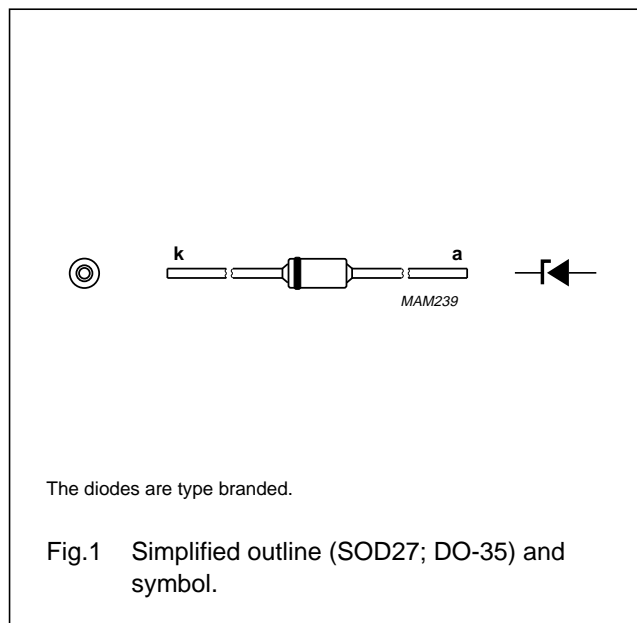 k
a
MAM239
The diodes are type branded.
Fig.1 Simplified outline (SOD27; DO-35) and
symbol.